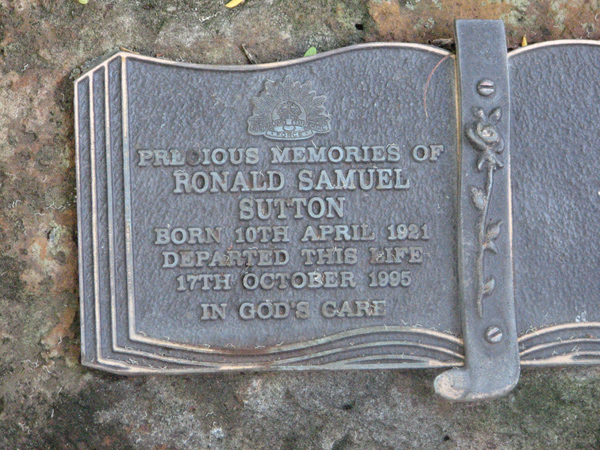 FORCES
PRECIOUS MEMORIES OF
RONALD SAMUEL
SUTTON
BORN 10TH APRIL 1921
DEPARTED THIS LIFE
17TH OCTOBER 1995
IN GOD'S CARE